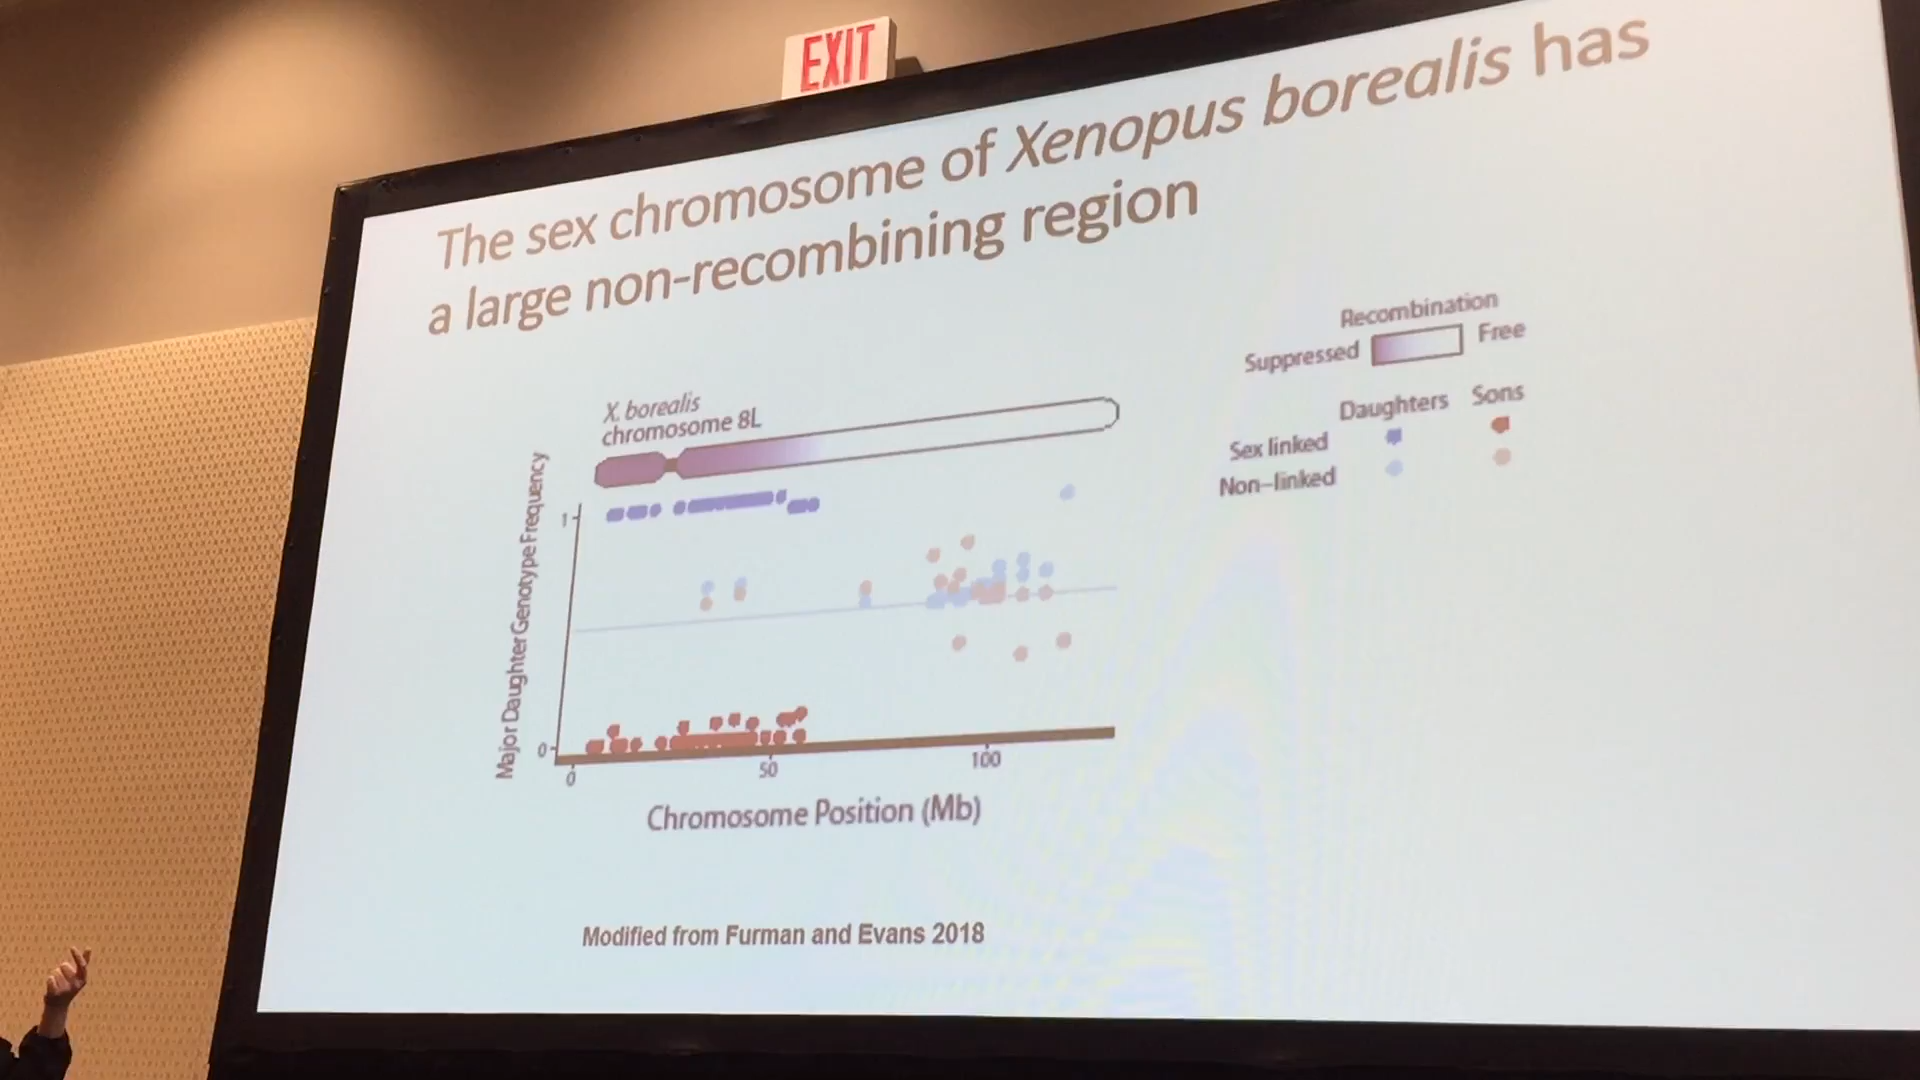 EXIT
The sex chromosome of Xenopus borealis has
a large non-recombining region
Recombination
Suppressed Free
Daughters Sons
Sex linked
Non-linked
X. borealis
chromosome 8L
Major Daughter Genotype Frequency
1
0
0 50 100
Chromosome Position (Mb)
Modified from Furman and Evans 2018